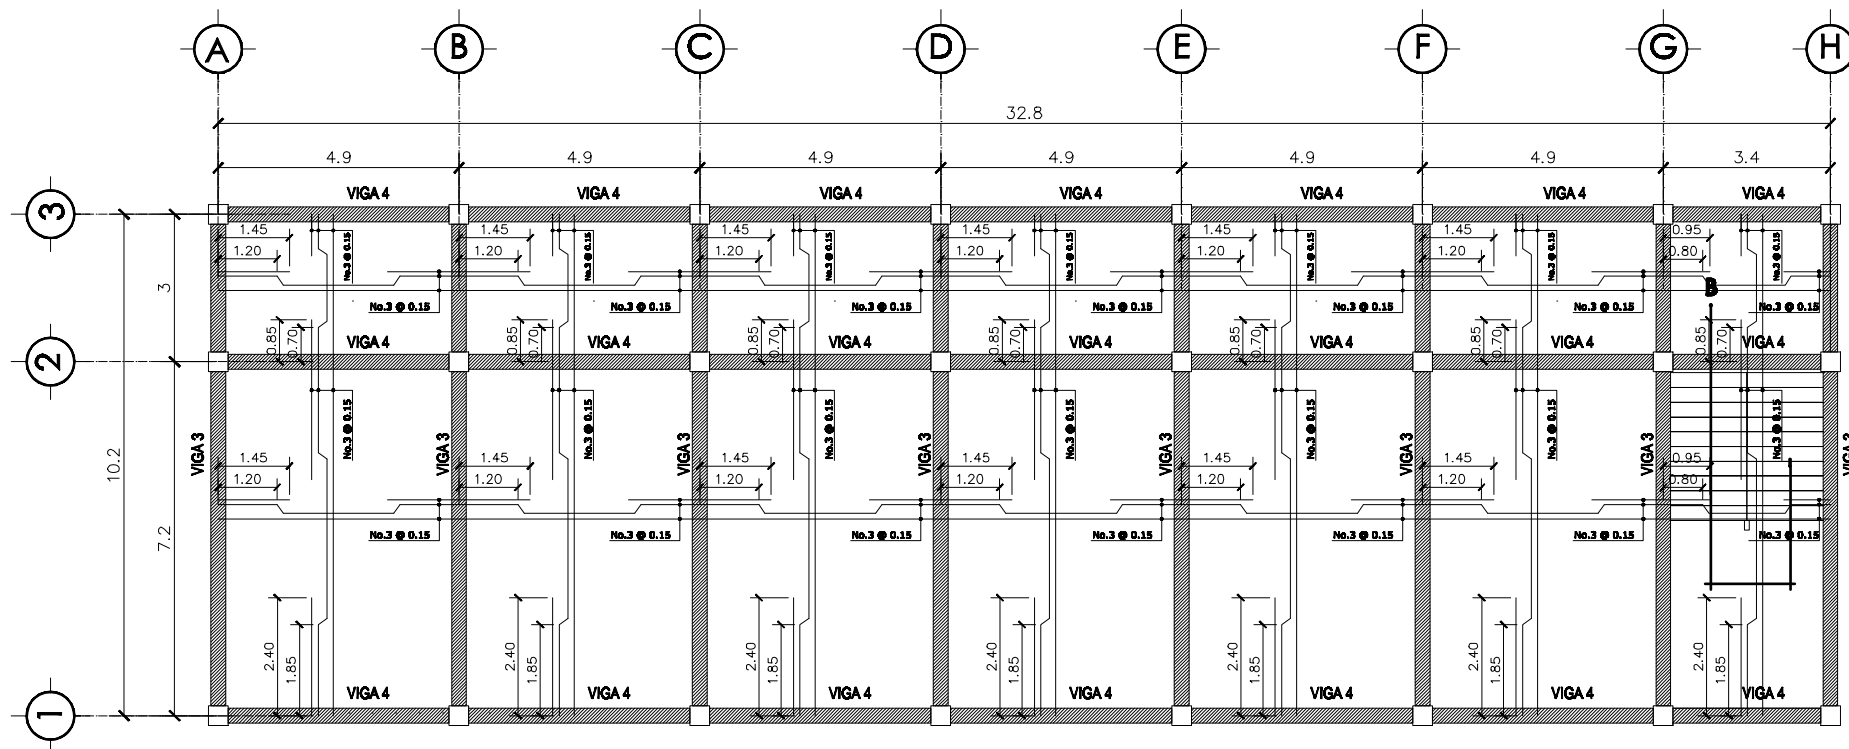 A B C D E F G H
32.8
4.9 4.9 4.9 4.9 4.9 4.9 3.4
VIGA 4 VIGA 4 VIGA 4 VIGA 4 VIGA 4 VIGA 4 VIGA 4
3
1.45 1.45 1.45 1.45 1.45 1.45 0.95
1.20 1.20 1.20 1.20 1.20 1.20 0.80
No.3 @ 0.15 No.3 @ 0.15 No.3 @ 0.15 No.3 @ 0.15 No.3 @ 0.15 No.3 @ 0.15 No.3 @ 0.15
3
B
No.3 @ 0.15 No.3 @ 0.15 No.3 @ 0.15 No.3 @ 0.15 No.3 @ 0.15 No.3 @ 0.15 No.3 @ 0.15
0.85 0.70 0.85 0.70 0.85 0.70 0.85 0.70 0.85 0.70 0.85 0.70 0.85 0.70
VIGA 4 VIGA 4 VIGA 4 VIGA 4 VIGA 4 VIGA 4 VIGA 4
2
No.3 @ 0.15 No.3 @ 0.15 No.3 @ 0.15 No.3 @ 0.15 No.3 @ 0.15 No.3 @ 0.15 No.3 @ 0.15
10.2
VIGA 3 VIGA 3 VIGA 3 VIGA 3 VIGA 3 VIGA 3 VIGA 3 VIGA 3
1.45 1.45 1.45 1.45 1.45 1.45 0.95
1.20 1.20 1.20 1.20 1.20 1.20 0.80
7.2
No.3 @ 0.15 No.3 @ 0.15 No.3 @ 0.15 No.3 @ 0.15 No.3 @ 0.15 No.3 @ 0.15 No.3 @ 0.15
2.40 1.85 2.40 1.85 2.40 1.85 2.40 1.85 2.40 1.85 2.40 1.85 2.40 1.85
VIGA 4 VIGA 4 VIGA 4 VIGA 4 VIGA 4 VIGA 4 VIGA 4
1